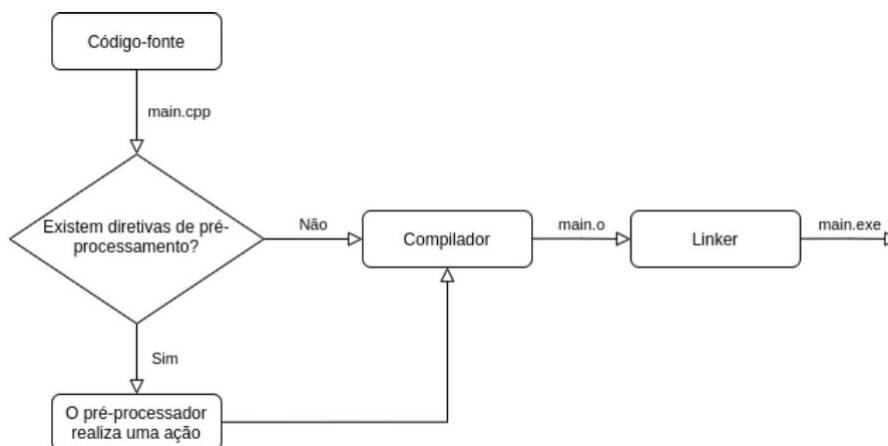 Código-fonte
main.cpp
Existem diretivas de pré-
processamento?
Não
Compilador
main.o
Linker
main.exe
Sim
O pré-processador
realiza uma ação